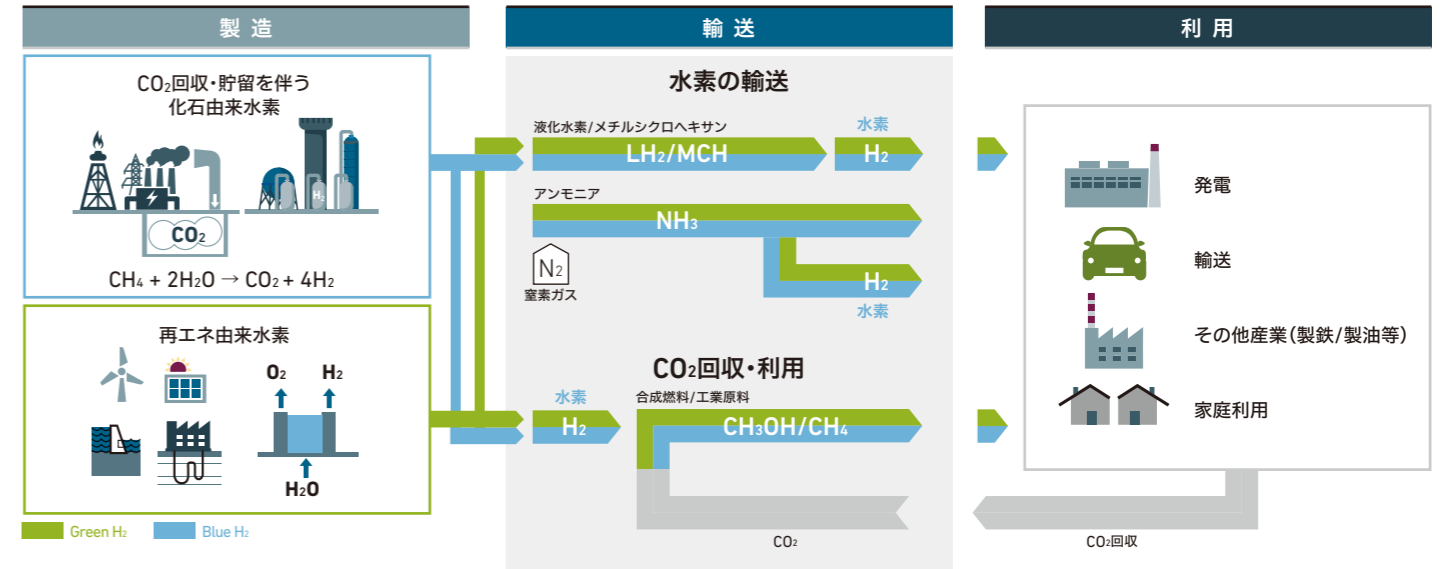 製造
CO₂回収・貯留を伴う
化石由来水素
H₂
CO₂
CH₄ + 2H₂O → CO₂ + 4H₂
再エネ由来水素
O₂
H₂
H₂O
Green H₂
Blue H₂
輸送
水素の輸送
液化水素/メチルシクロヘキサン
水素
LH₂/MCH
H₂
アンモニア
NH₃
N₂
窒素ガス
H₂
水素
CO₂回収・利用
水素
合成燃料/工業原料
H₂
CH₃OH/CH₄
CO₂
利用
発電
輸送
その他産業(製鉄/製油等)
家庭利用
CO₂回収